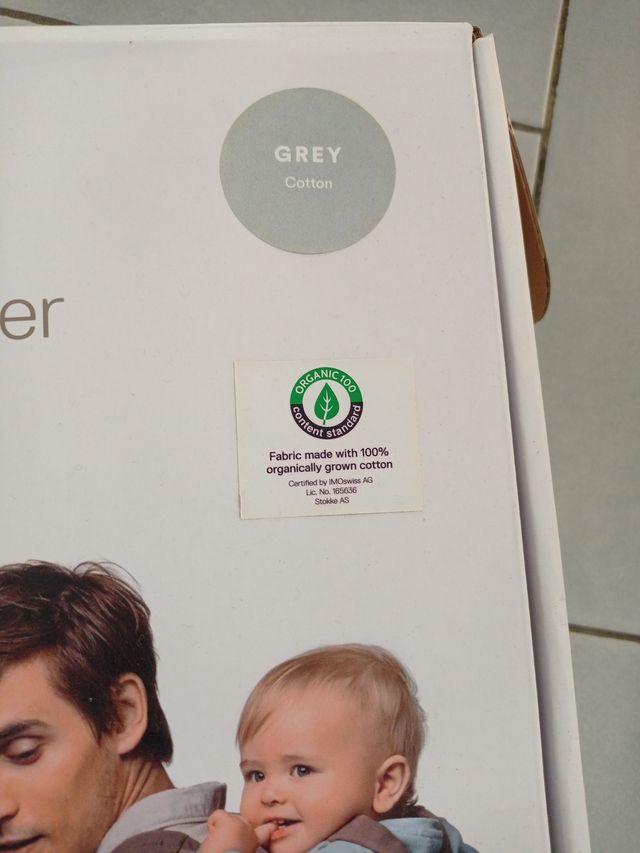 GREY
Cotton
er
ORGANIC 100
content standard
Fabric made with 100%
organically grown cotton
Certified by IMOswiss AG
Lic. No. 165636
Stokke AS